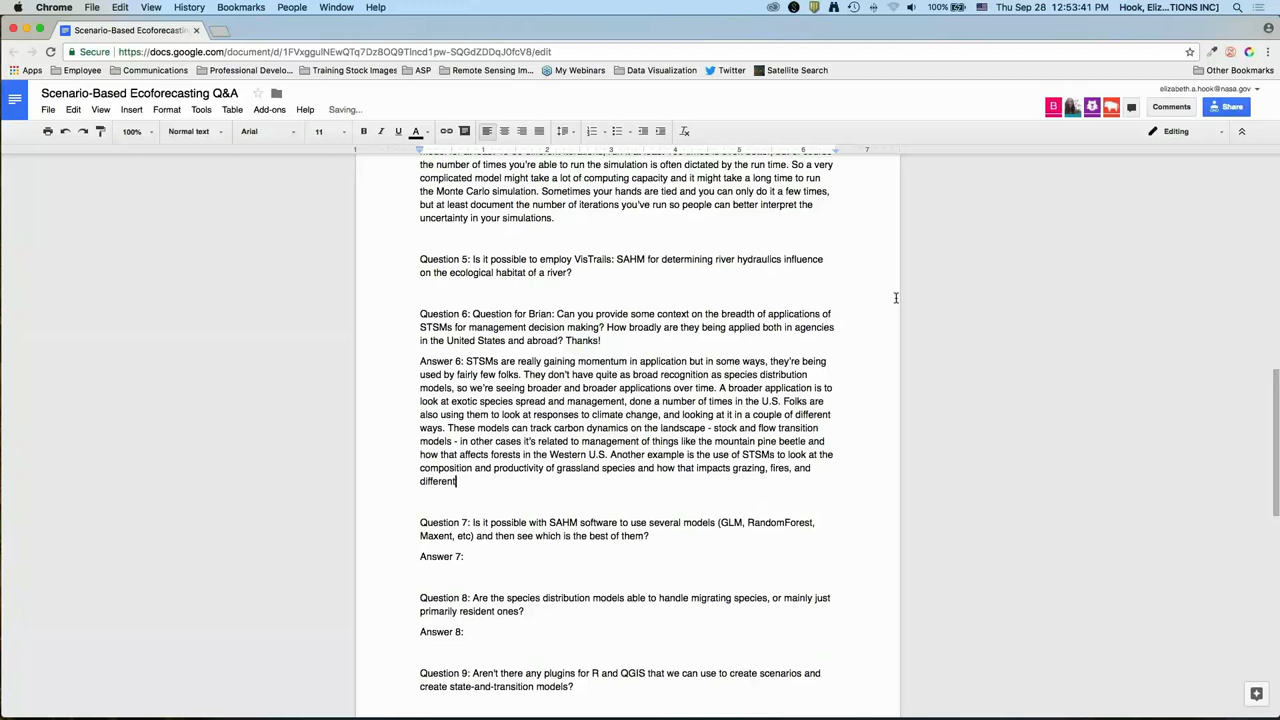 Chrome File Edit View History Bookmarks People Window Help 100% Thu Sep 28 12:53:41 PM Hook, Eliz...TIONS INC]
Scenario-Based Ecoforecasting
Secure https://docs.google.com/document/d/1FVxggulNEwQTq7Dz8OQ9Tlncd1pw-SQGdZDDqJ0fcV8/edit
Apps Employee Communications Professional Develo... Training Stock Images ASP Remote Sensing Im... My Webinars Data Visualization Twitter Satellite Search Other Bookmarks
Scenario-Based Ecoforecasting Q&A
elizabeth.a.hook@nasa.gov
File Edit View Insert Format Tools Table Add-ons Help Saving...
B Comments Share
100% Normal text Arial 11 B I U A Editing
1 1 2 3 4 5 6 7
the number of times you're able to run the simulation is often dictated by the run time. So a very
complicated model might take a lot of computing capacity and it might take a long time to run
the Monte Carlo simulation. Sometimes your hands are tied and you can only do it a few times,
but at least document the number of iterations you've run so people can better interpret the
uncertainty in your simulations.
Question 5: Is it possible to employ VisTrails: SAHM for determining river hydraulics influence
on the ecological habitat of a river?
Question 6: Question for Brian: Can you provide some context on the breadth of applications of
STSMs for management decision making? How broadly are they being applied both in agencies
in the United States and abroad? Thanks!
Answer 6: STSMs are really gaining momentum in application but in some ways, they're being
used by fairly few folks. They don't have quite as broad recognition as species distribution
models, so we're seeing broader and broader applications over time. A broader application is to
look at exotic species spread and management, done a number of times in the U.S. Folks are
also using them to look at responses to climate change, and looking at it in a couple of different
ways. These models can track carbon dynamics on the landscape - stock and flow transition
models - in other cases it's related to management of things like the mountain pine beetle and
how that affects forests in the Western U.S. Another example is the use of STSMs to look at the
composition and productivity of grassland species and how that impacts grazing, fires, and
different
Question 7: Is it possible with SAHM software to use several models (GLM, RandomForest,
Maxent, etc) and then see which is the best of them?
Answer 7:
Question 8: Are the species distribution models able to handle migrating species, or mainly just
primarily resident ones?
Answer 8:
Question 9: Aren't there any plugins for R and QGIS that we can use to create scenarios and
create state-and-transition models?